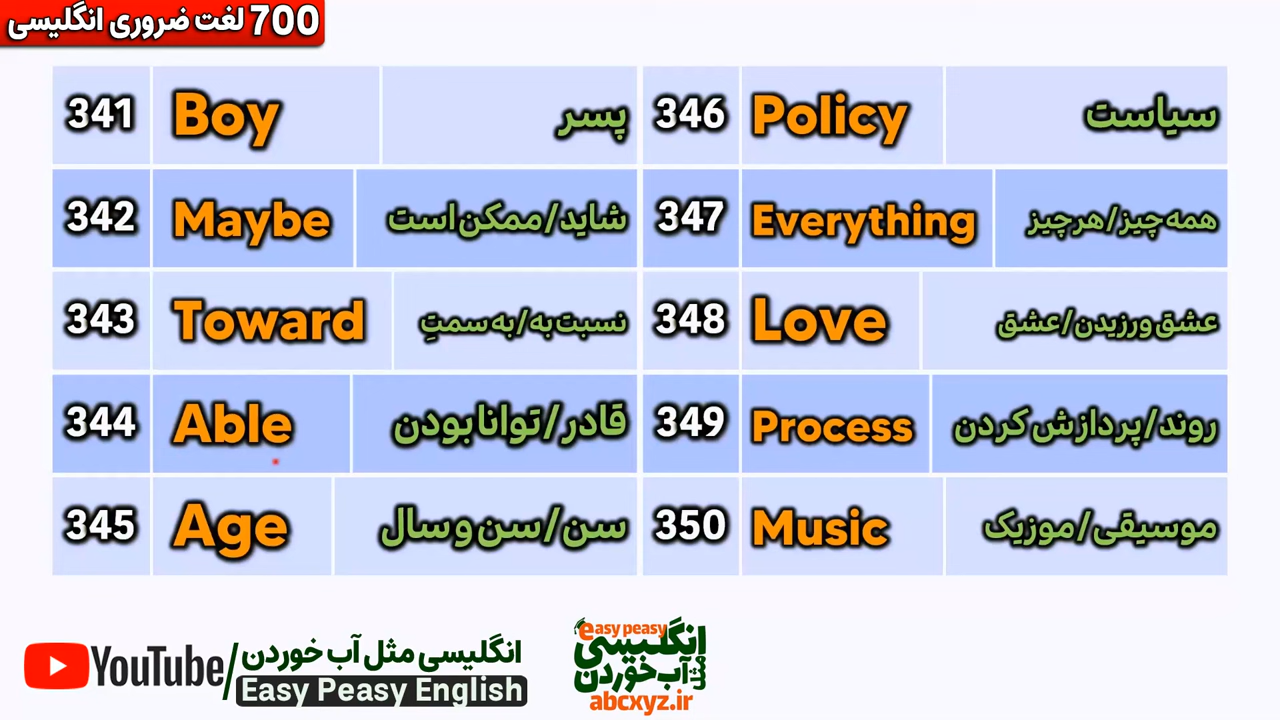 700 لغت ضروری انگلیسی
341 Boy پسر
342 Maybe شاید/ممکن است
343 Toward نسبت به/به سمتِ
344 Able قادر/توانا بودن
345 Age سن/سن و سال
346 Policy سیاست
347 Everything همه چیز/هر چیز
348 Love عشق ورزیدن/عشق
349 Process روند/پردازش کردن
350 Music موسیقی/موزیک
YouTube/انگلیسی مثل آب خوردن
Easy Peasy English
easy peasy
انگلیسی
مثل آب خوردن
abcxyz.ir